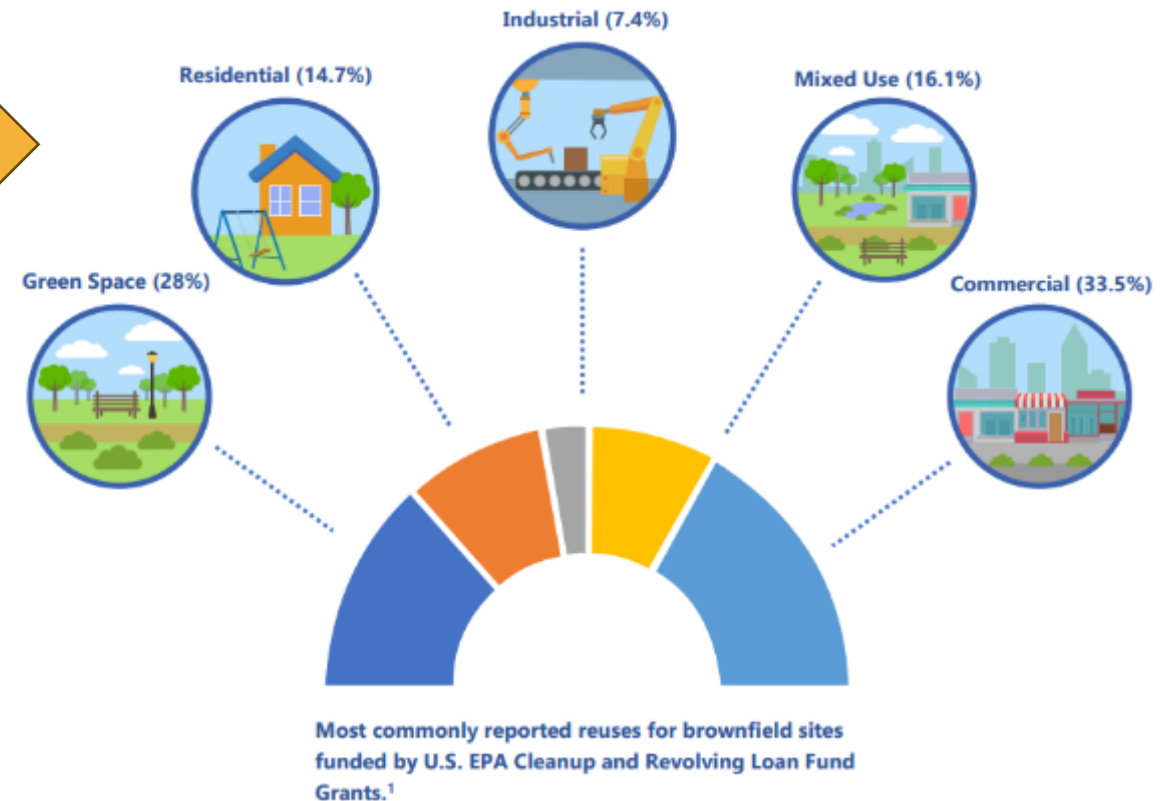 Industrial (7.4%)
Residential (14.7%)
Mixed Use (16.1%)
Green Space (28%)
Commercial (33.5%)
Most commonly reported reuses for brownfield sites
funded by U.S. EPA Cleanup and Revolving Loan Fund
Grants.¹